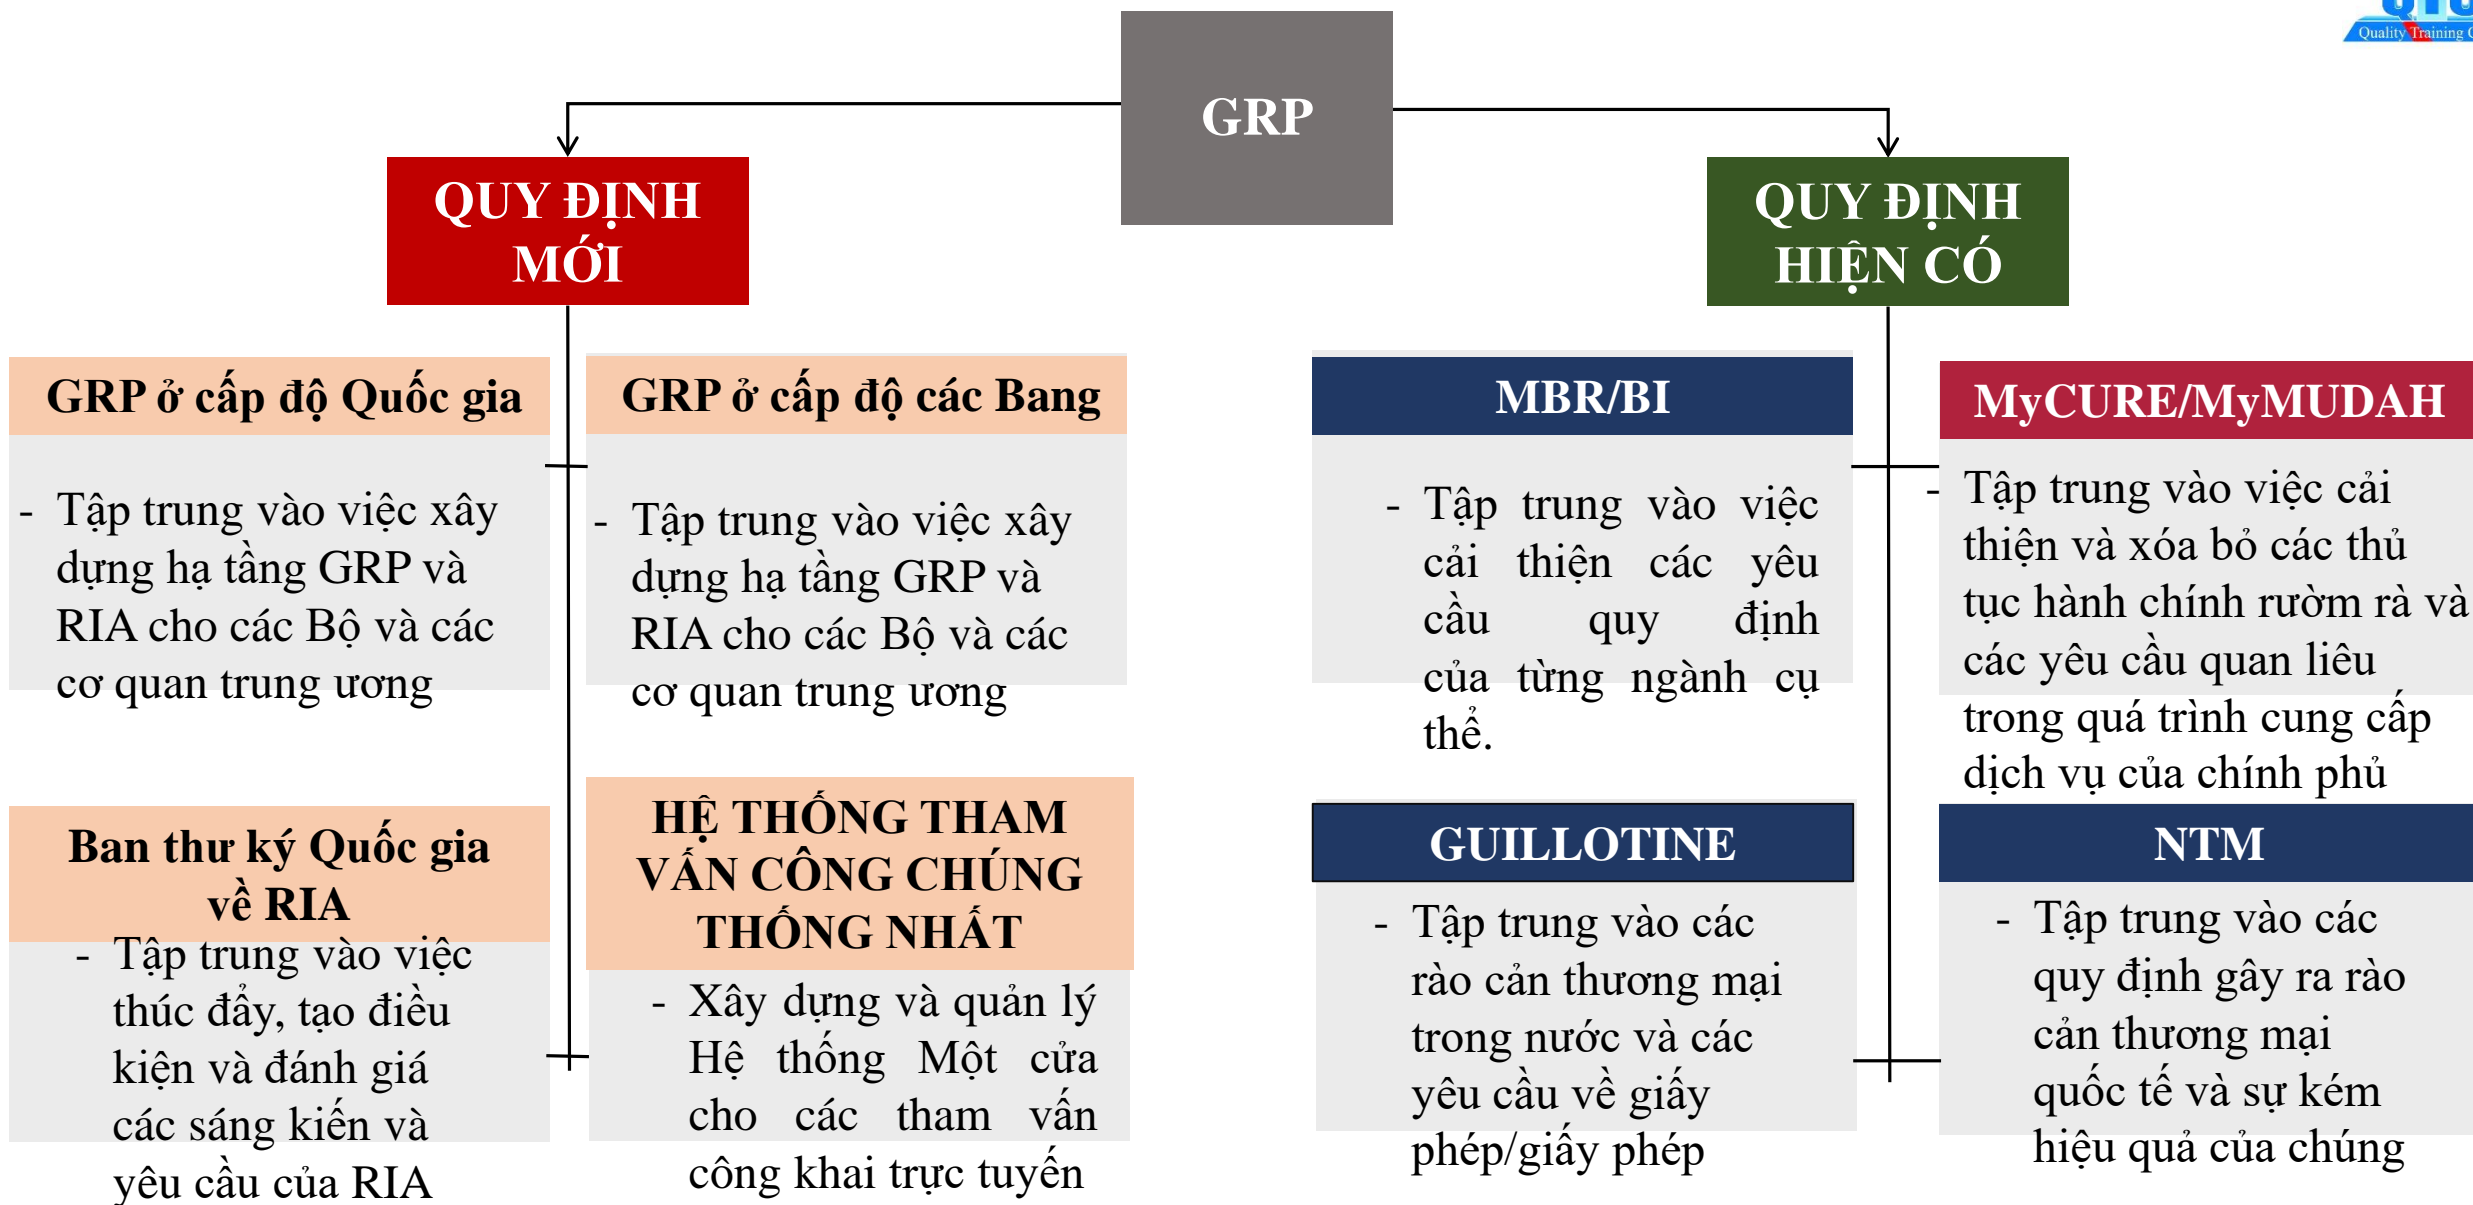 Quality Training
GRP
QUY ĐỊNH
MỚI
QUY ĐỊNH
HIỆN CÓ
GRP ở cấp độ Quốc gia
- Tập trung vào việc xây
dựng hạ tầng GRP và
RIA cho các Bộ và các
cơ quan trung ương
GRP ở cấp độ các Bang
- Tập trung vào việc xây
dựng hạ tầng GRP và
RIA cho các Bộ và các
cơ quan trung ương
Ban thư ký Quốc gia
về RIA
- Tập trung vào việc
thúc đẩy, tạo điều
kiện và đánh giá
các sáng kiến và
yêu cầu của RIA
HỆ THỐNG THAM
VẤN CÔNG CHÚNG
THỐNG NHẤT
- Xây dựng và quản lý
Hệ thống Một cửa
cho các tham vấn
công khai trực tuyến
MBR/BI
- Tập trung vào việc
cải thiện các yêu
cầu quy định
của từng ngành cụ
thể.
MyCURE/MyMUDAH
- Tập trung vào việc cải
thiện và xóa bỏ các thủ
tục hành chính rườm rà và
các yêu cầu quan liêu
trong quá trình cung cấp
dịch vụ của chính phủ
GUILLOTINE
- Tập trung vào các
rào cản thương mại
trong nước và các
yêu cầu về giấy
phép/giấy phép
NTM
- Tập trung vào các
quy định gây ra rào
cản thương mại
quốc tế và sự kém
hiệu quả của chúng